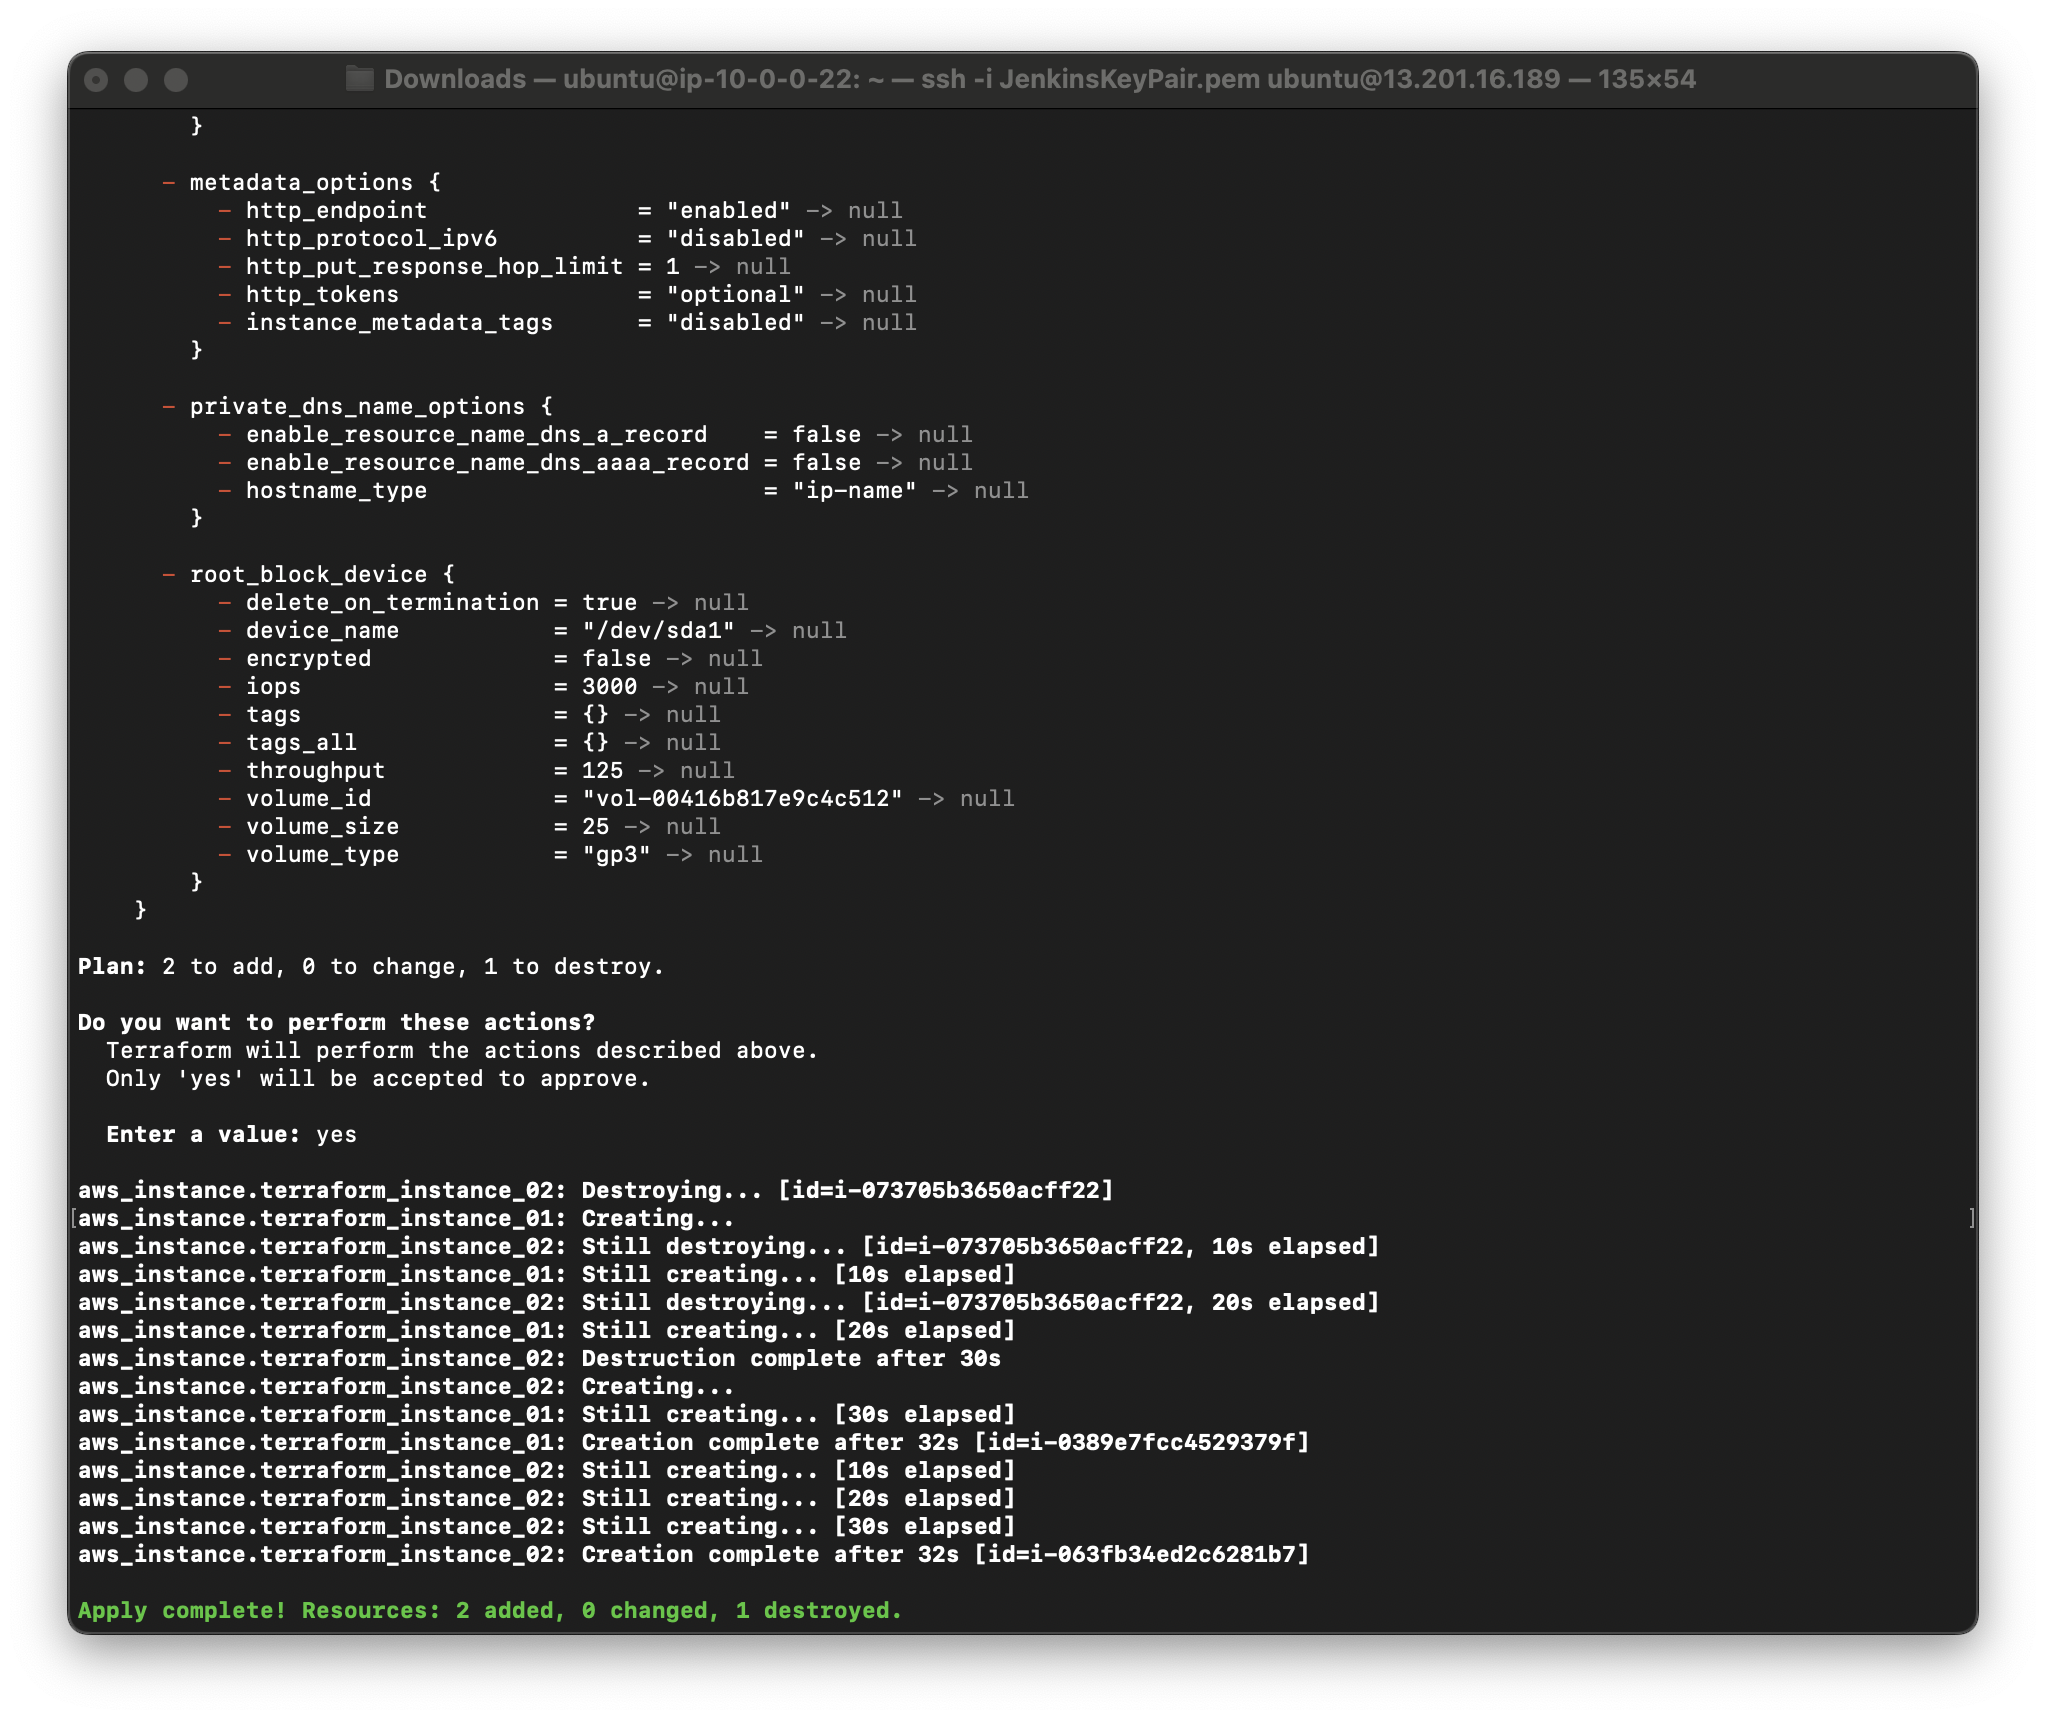 Downloads — ubuntu@ip-10-0-0-22: ~ — ssh -i JenkinsKeyPair.pem ubuntu@13.201.16.189 — 135×54
        }

      - metadata_options {
          - http_endpoint               = "enabled" -> null
          - http_protocol_ipv6          = "disabled" -> null
          - http_put_response_hop_limit = 1 -> null
          - http_tokens                 = "optional" -> null
          - instance_metadata_tags      = "disabled" -> null
        }

      - private_dns_name_options {
          - enable_resource_name_dns_a_record    = false -> null
          - enable_resource_name_dns_aaaa_record = false -> null
          - hostname_type                        = "ip-name" -> null
        }

      - root_block_device {
          - delete_on_termination = true -> null
          - device_name           = "/dev/sda1" -> null
          - encrypted             = false -> null
          - iops                  = 3000 -> null
          - tags                  = {} -> null
          - tags_all              = {} -> null
          - throughput            = 125 -> null
          - volume_id             = "vol-00416b817e9c4c512" -> null
          - volume_size           = 25 -> null
          - volume_type           = "gp3" -> null
        }
    }

Plan: 2 to add, 0 to change, 1 to destroy.

Do you want to perform these actions?
  Terraform will perform the actions described above.
  Only 'yes' will be accepted to approve.

  Enter a value: yes

aws_instance.terraform_instance_02: Destroying... [id=i-073705b3650acff22]
[aws_instance.terraform_instance_01: Creating... ]
aws_instance.terraform_instance_02: Still destroying... [id=i-073705b3650acff22, 10s elapsed]
aws_instance.terraform_instance_01: Still creating... [10s elapsed]
aws_instance.terraform_instance_02: Still destroying... [id=i-073705b3650acff22, 20s elapsed]
aws_instance.terraform_instance_01: Still creating... [20s elapsed]
aws_instance.terraform_instance_02: Destruction complete after 30s
aws_instance.terraform_instance_02: Creating...
aws_instance.terraform_instance_01: Still creating... [30s elapsed]
aws_instance.terraform_instance_01: Creation complete after 32s [id=i-0389e7fcc4529379f]
aws_instance.terraform_instance_02: Still creating... [10s elapsed]
aws_instance.terraform_instance_02: Still creating... [20s elapsed]
aws_instance.terraform_instance_02: Still creating... [30s elapsed]
aws_instance.terraform_instance_02: Creation complete after 32s [id=i-063fb34ed2c6281b7]

Apply complete! Resources: 2 added, 0 changed, 1 destroyed.